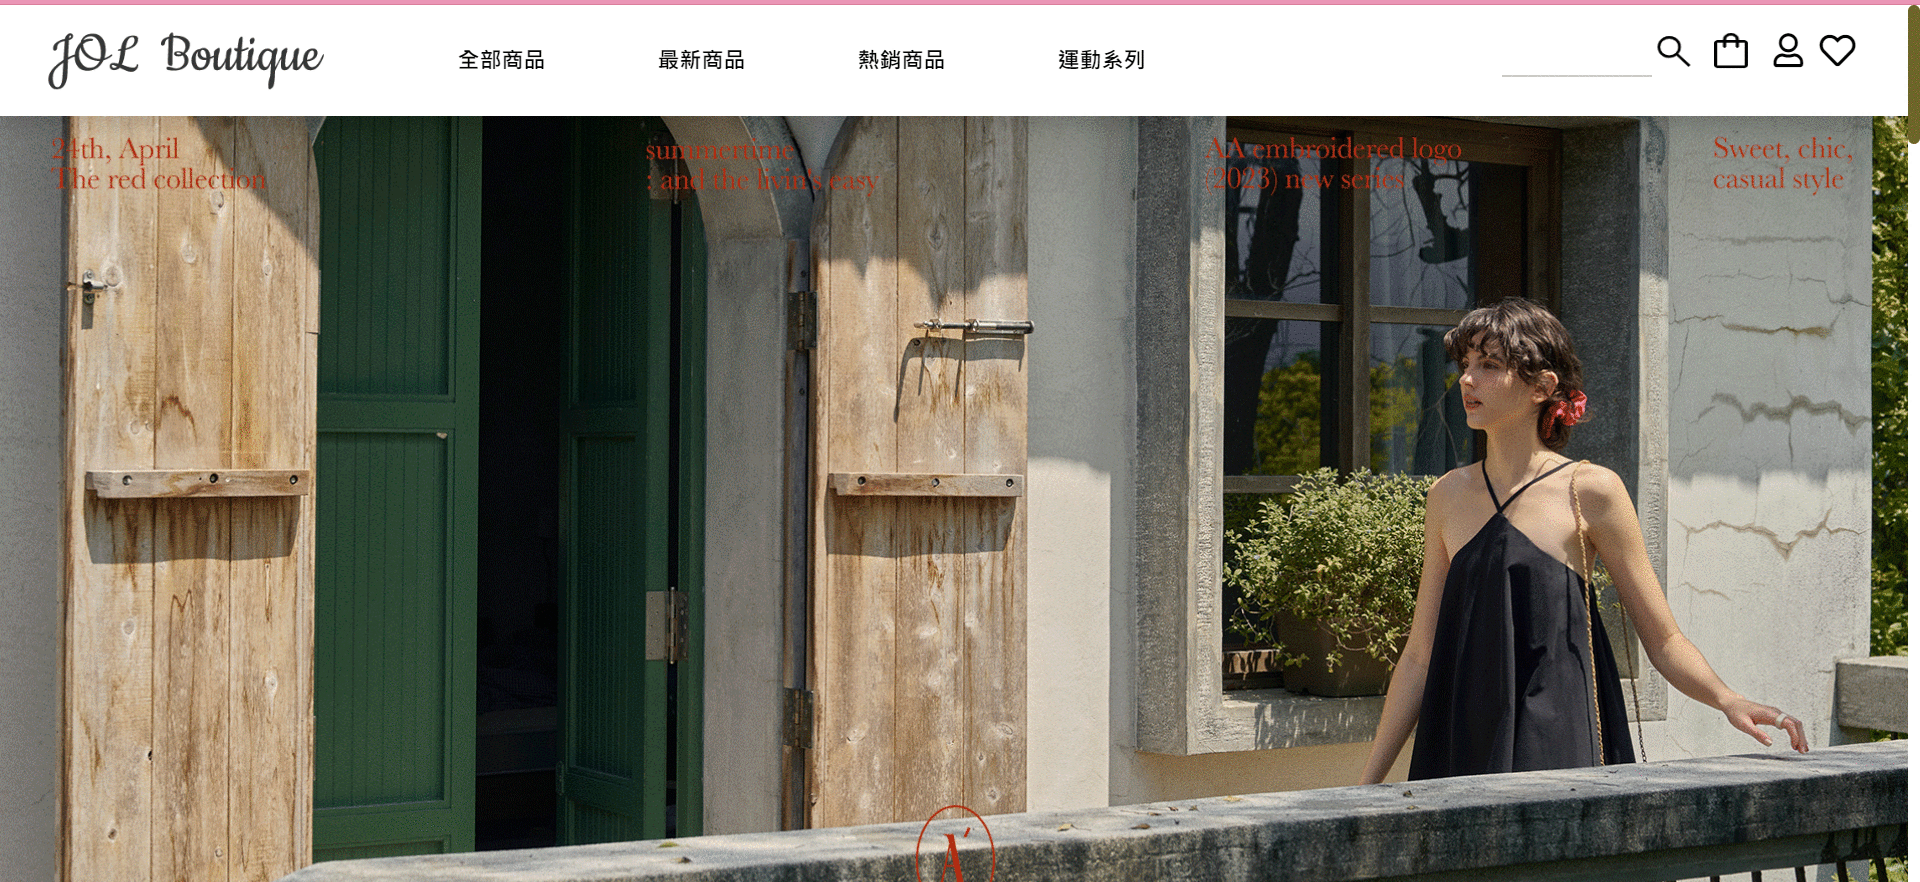 JOL Boutique
全部商品
最新商品
熱銷商品
運動系列
24th, April
The red collection
summertime
: and the livin's easy
AA embroidered logo
(2023) new series
Sweet, chic,
casual style
A